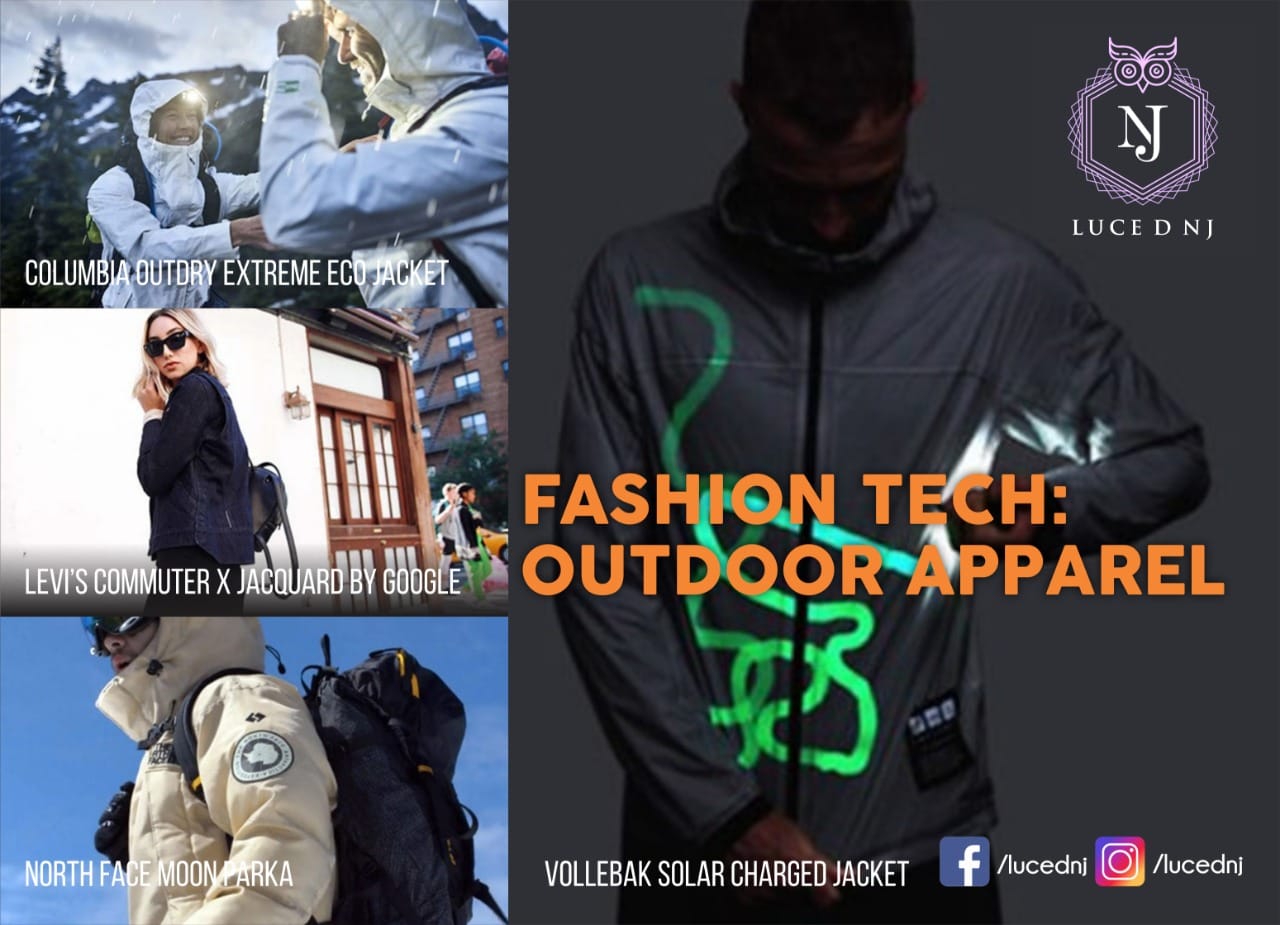 COLUMBIA OUTDRY EXTREME ECO JACKET
LEVI'S COMMUTER X JACQUARD BY GOOGLE
NORTH FACE MOON PARKA
NJ
LUCE D NJ
FASHION TECH:
OUTDOOR APPAREL
VOLLEBAK SOLAR CHARGED JACKET
/lucednj
/lucednj